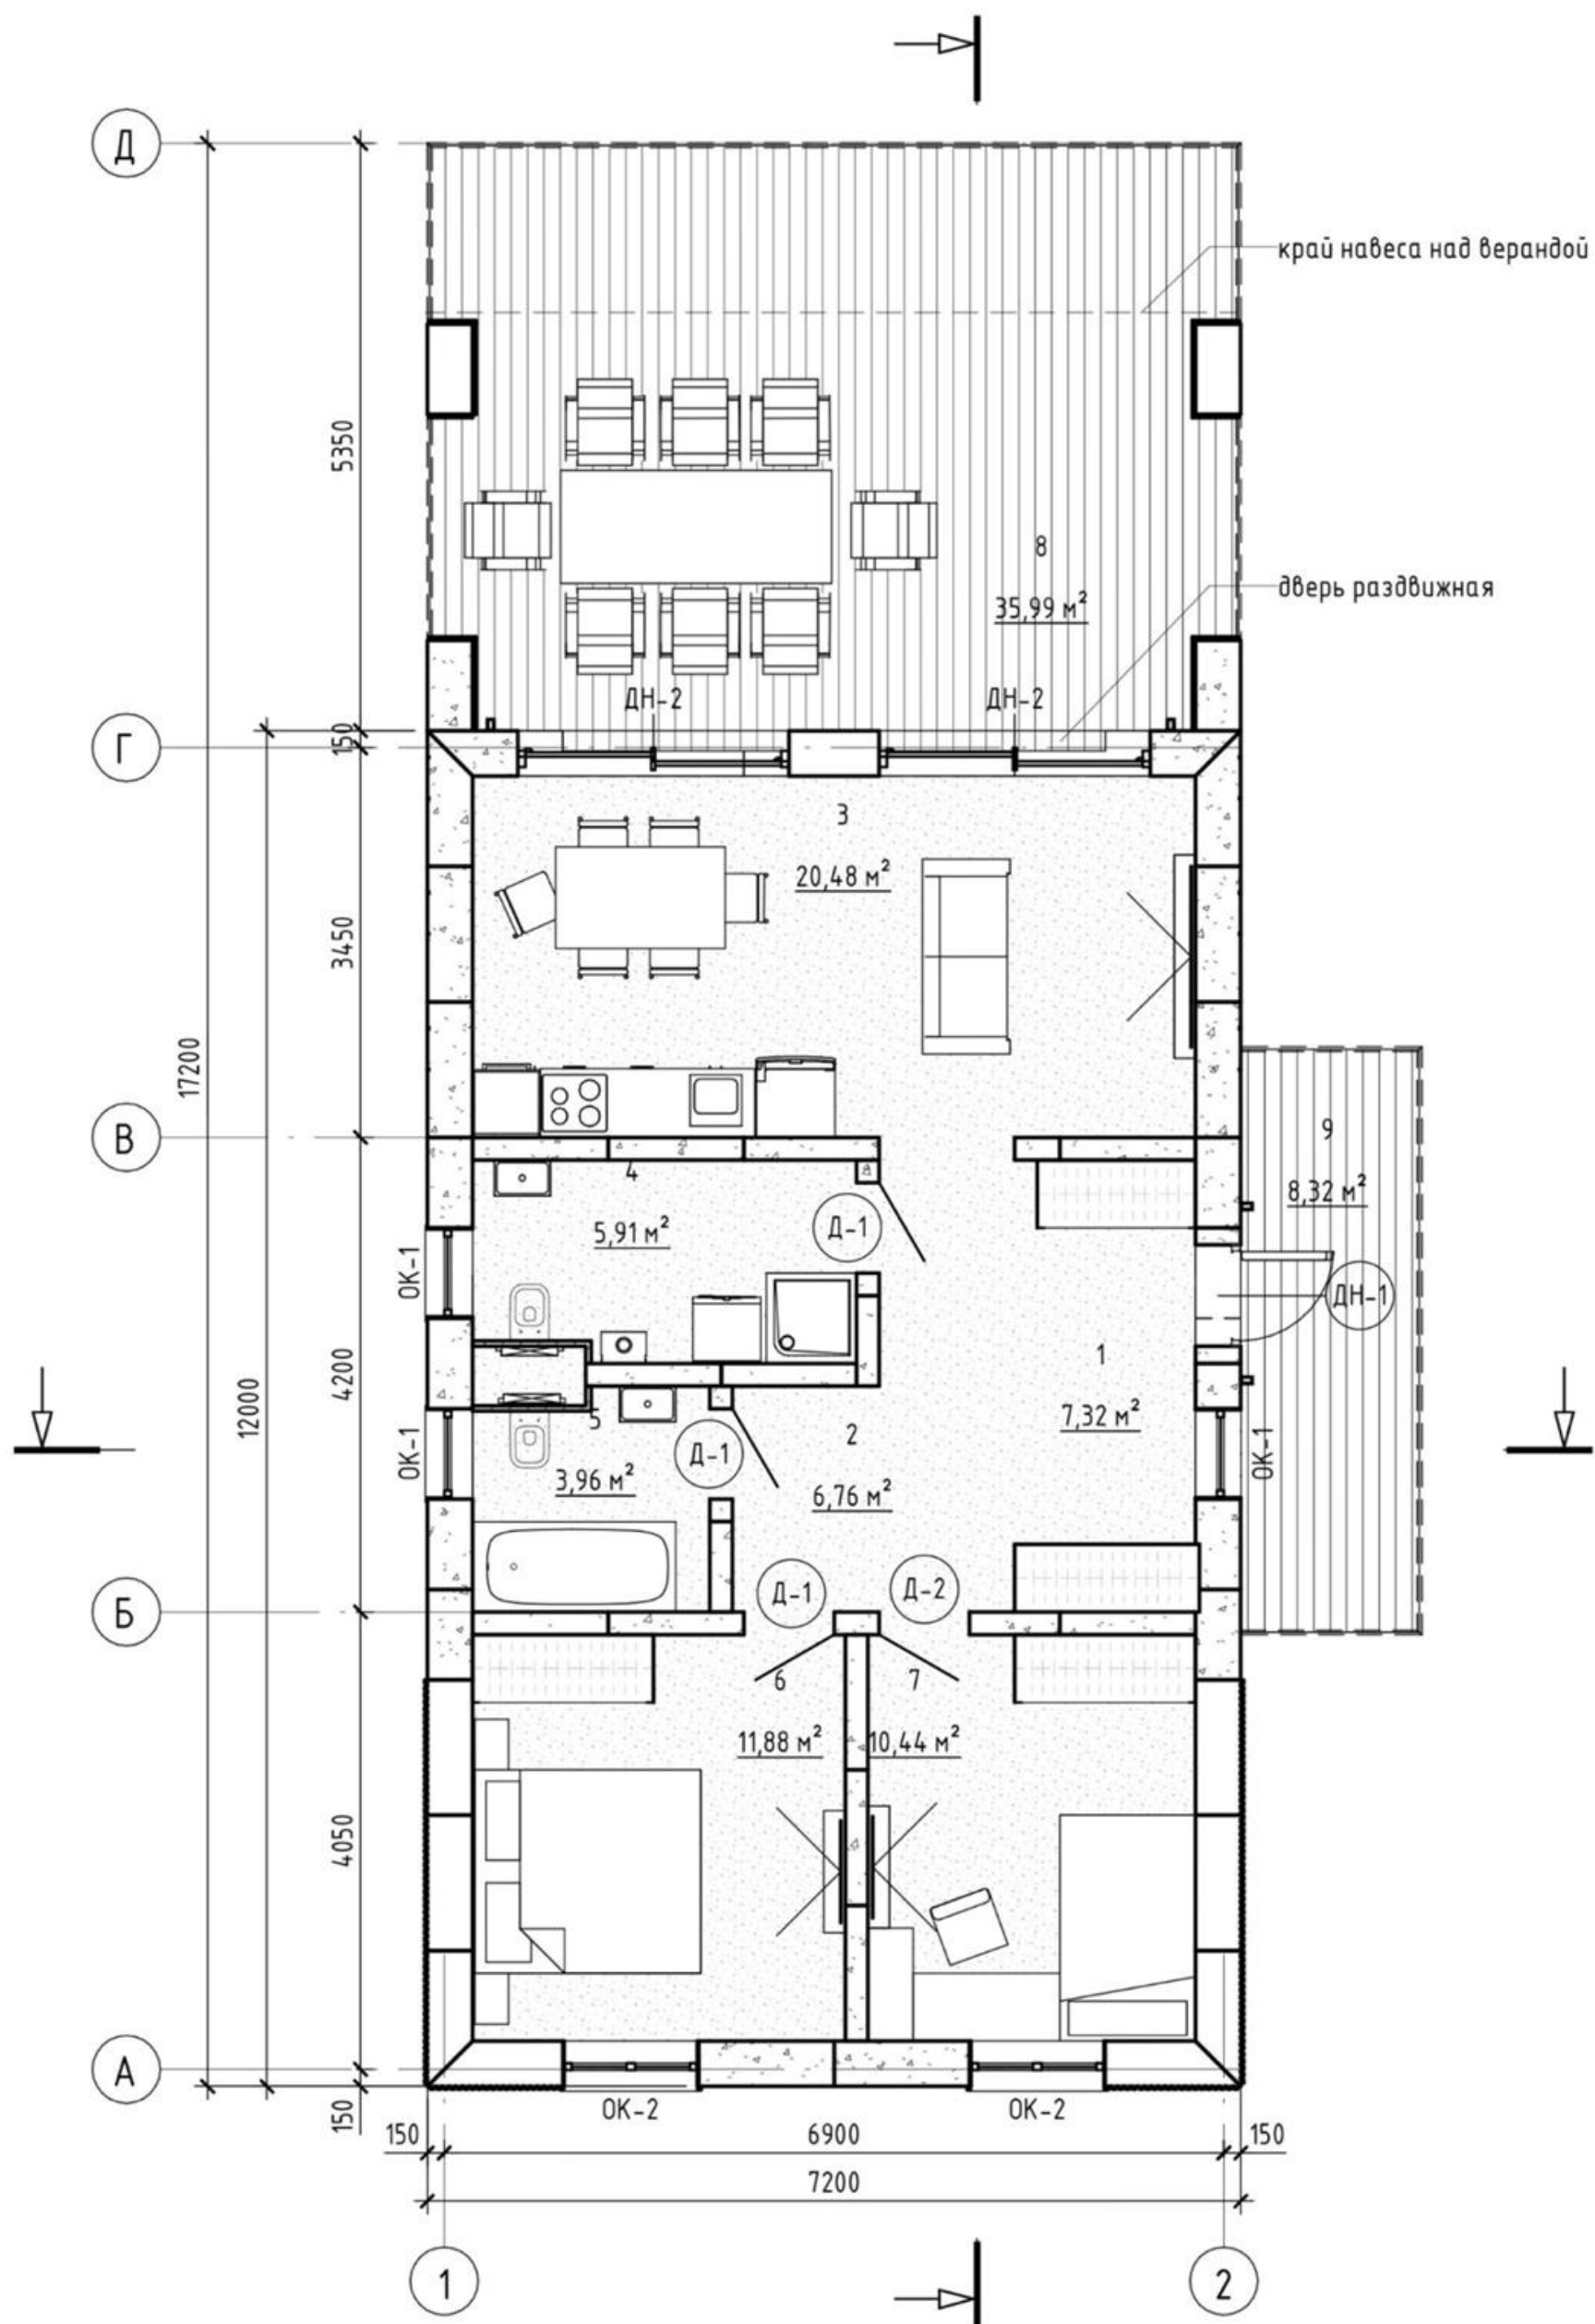 Д
край навеса над верандой
5350
8
35,99 м²
дверь раздвижная
ДН-2
ДН-2
Г
150
3
20,48 м²
3450
17200
В
9
8,32 м²
4
5,91 м²
Д-1
ОК-1
ДН-1
1
7,32 м²
4200
12000
ОК-1
5
3,96 м²
Д-1
2
6,76 м²
ОК-1
Б
Д-1
Д-2
6
11,88 м²
7
10,44 м²
4050
А
150
ОК-2
ОК-2
150
6900
150
7200
1
2